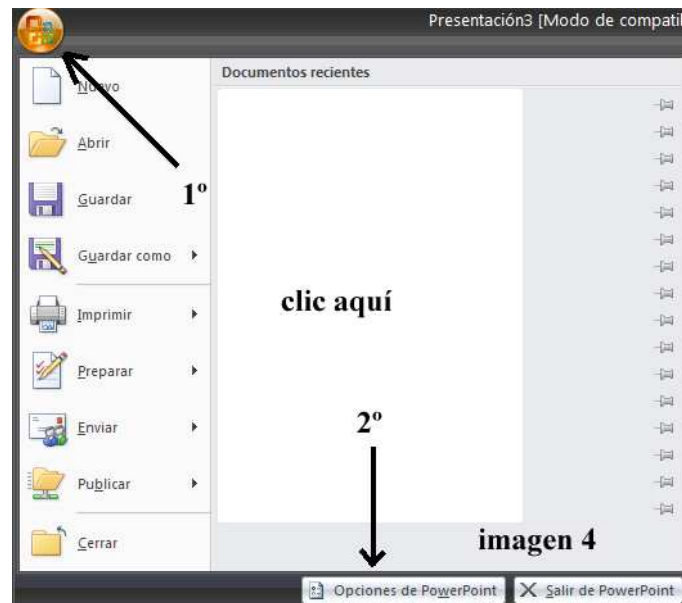 Presentación3 [Modo de compati
Documentos recientes
Nuevo
Abrir
1º
Guardar
Guardar como
clic aquí
Imprimir
Preparar
2º
Enviar
Publicar
Cerrar
imagen 4
Opciones de PowerPoint
Salir de PowerPoint